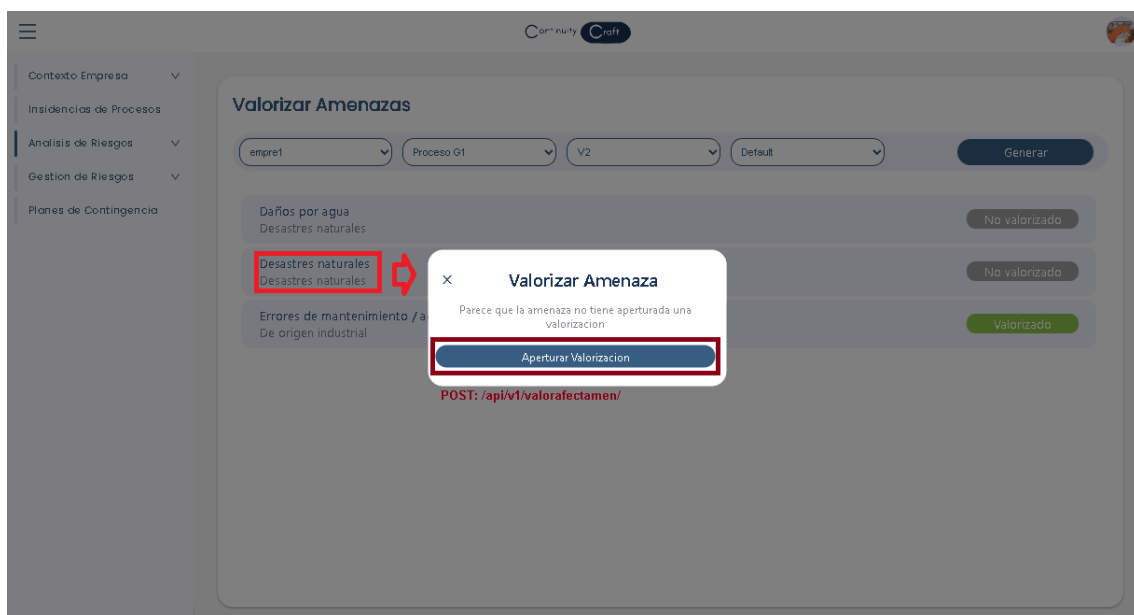 Continuity Craft
Contexto Empresa
Insidencias de Procesos
Analisis de Riesgos
Gestion de Riesgos
Planes de Contingencia
Valorizar Amenazas
empre1 Proceso G1 V2 Default Generar
Daños por agua
Desastres naturales
No valorizado
Desastres naturales
Desastres naturales
No valorizado
Errores de mantenimiento /
De origen industrial
Valorizado
Valorizar Amenaza
Parece que la amenaza no tiene aperturada una
valorizacion
Aperturar Valorizacion
POST: /api/v1/valorafectamen/